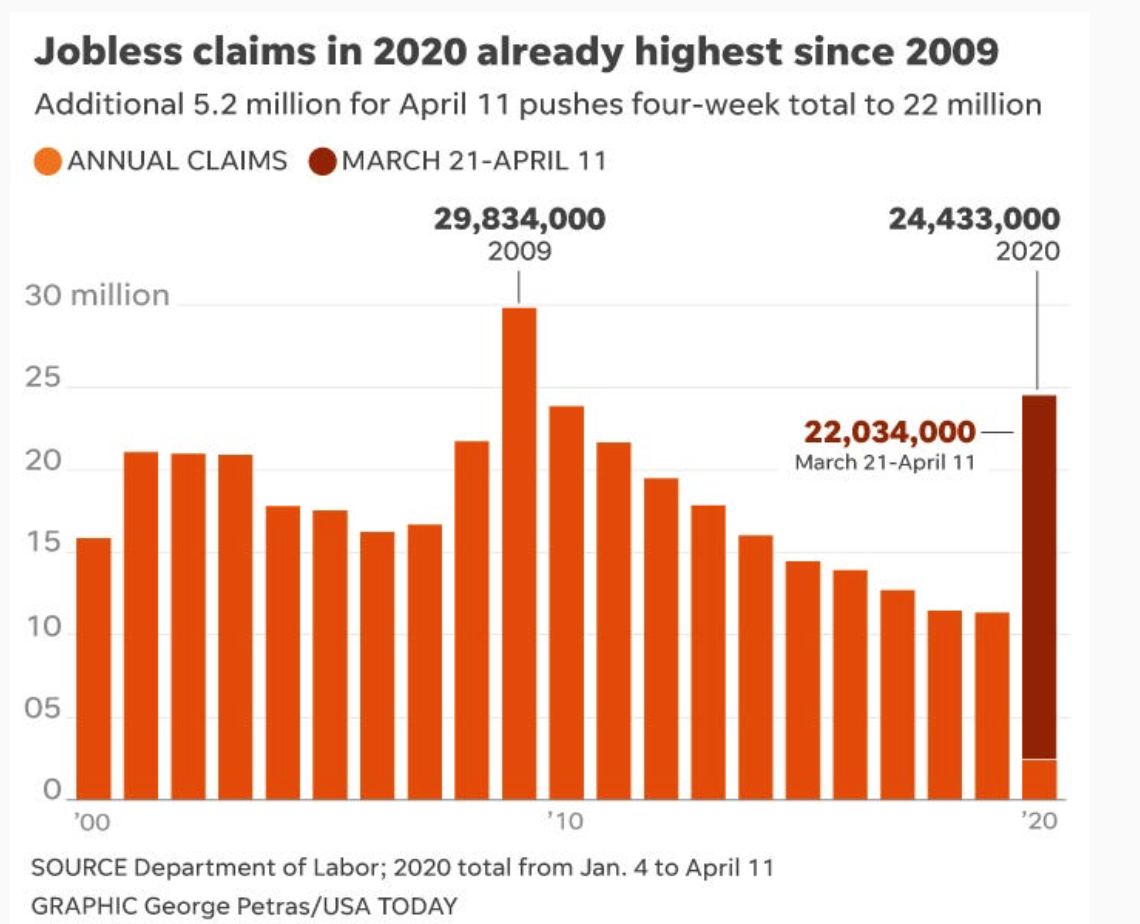 Jobless claims in 2020 already highest since 2009
Additional 5.2 million for April 11 pushes four-week total to 22 million
ANNUAL CLAIMS MARCH 21-APRIL 11
29,834,000
2009
24,433,000
2020
30 million
25
22,034,000
March 21-April 11
20
15
10
05
0
'00 '10 '20
SOURCE Department of Labor; 2020 total from Jan. 4 to April 11
GRAPHIC George Petras/USA TODAY